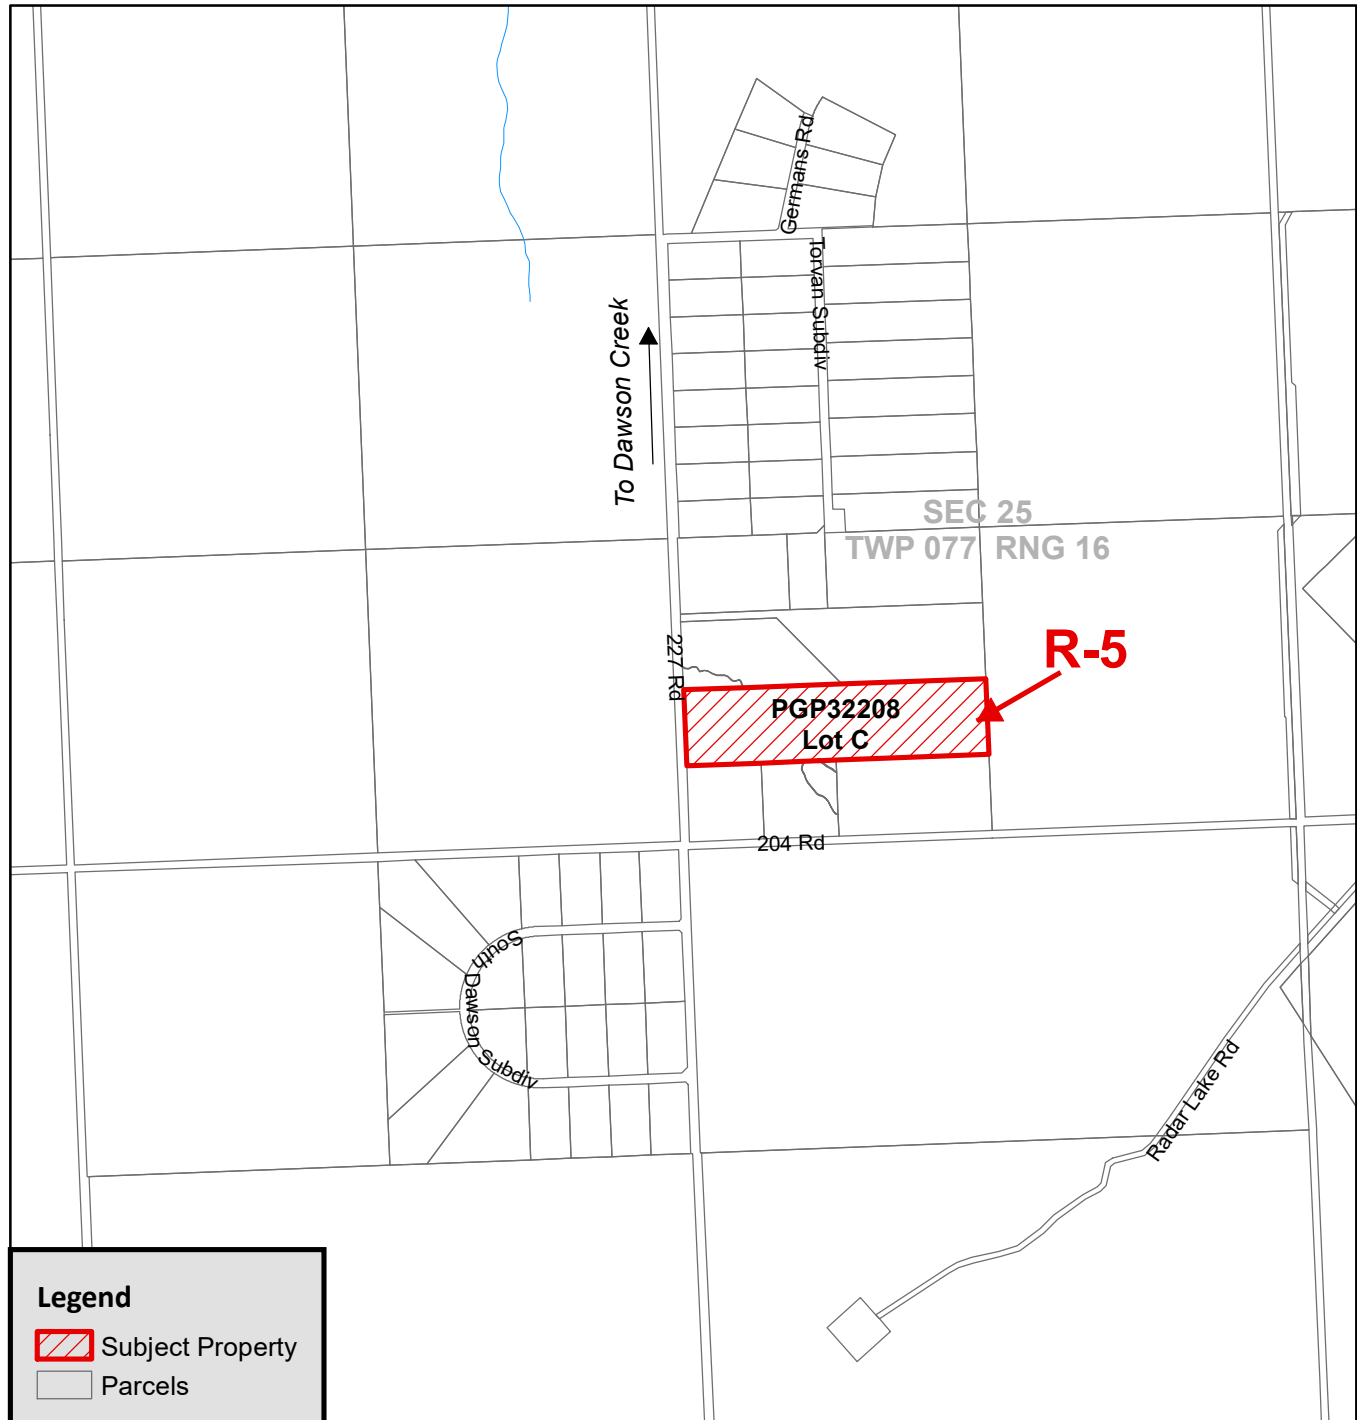 Germans Rd
Torvan Subdiv
To Dawson Creek
SEC 25
TWP 077 RNG 16
227 Rd
R-5
PGP32208
Lot C
204 Rd
South Dawson Subdiv
Radar Lake Rd
Legend
Subject Property
Parcels